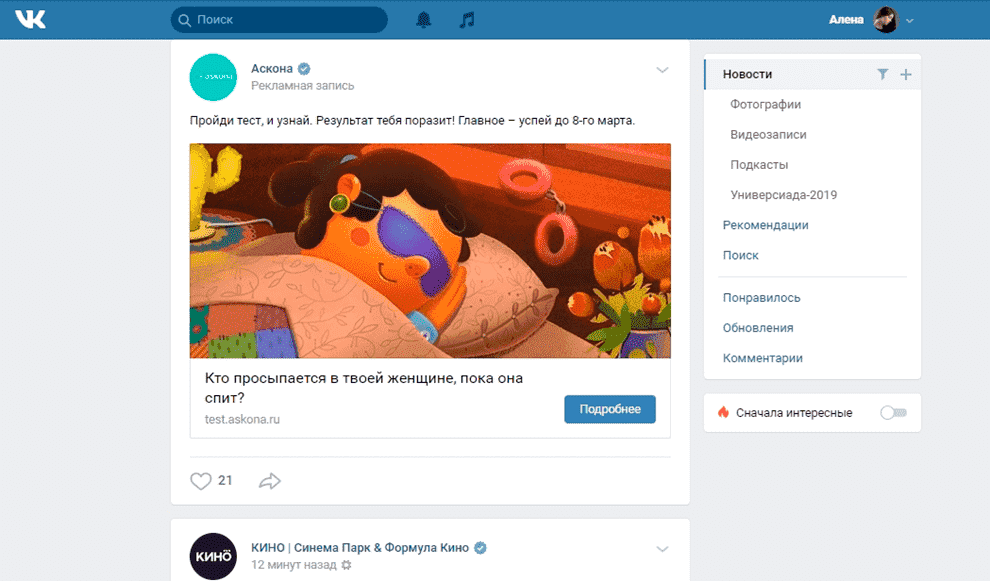 VK
Поиск
Алена
Аскона
Рекламная запись
Пройди тест, и узнай. Результат тебя поразит! Главное – успей до 8-го марта.
Кто просыпается в твоей женщине, пока она
спит?
test.askona.ru
Подробнее
21
КИНО | Синема Парк & Формула Кино
12 минут назад
КИНО
Новости
Фотографии
Видеозаписи
Подкасты
Универсиада-2019
Рекомендации
Поиск
Понравилось
Обновления
Комментарии
Сначала интересные